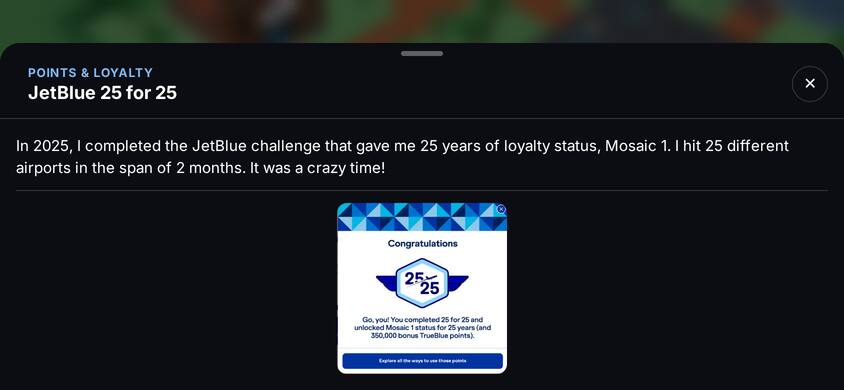 POINTS & LOYALTY
JetBlue 25 for 25
In 2025, I completed the JetBlue challenge that gave me 25 years of loyalty status, Mosaic 1. I hit 25 different
airports in the span of 2 months. It was a crazy time!
Congratulations
25
25
Go, you! You completed 25 for 25 and
unlocked Mosaic 1 status for 25 years (and
350,000 bonus TrueBlue points).
Explore all the ways to use those points